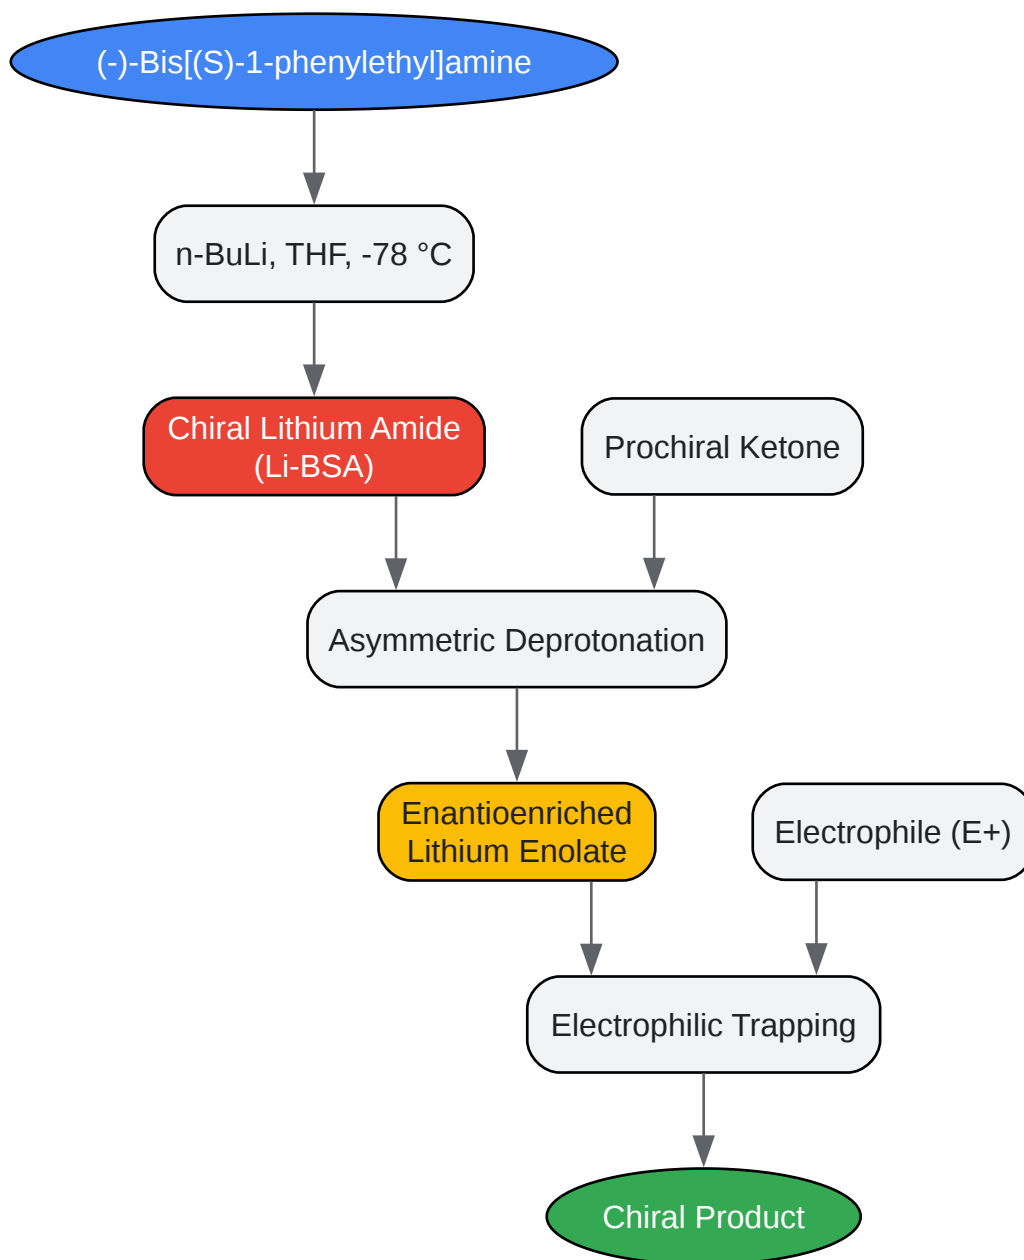 (-)-Bis[(S)-1-phenylethyl]amine
n-BuLi, THF, -78 °C
Chiral Lithium Amide
(Li-BSA)
Prochiral Ketone
Asymmetric Deprotonation
Enantioenriched
Lithium Enolate
Electrophile (E+)
Electrophilic Trapping
Chiral Product